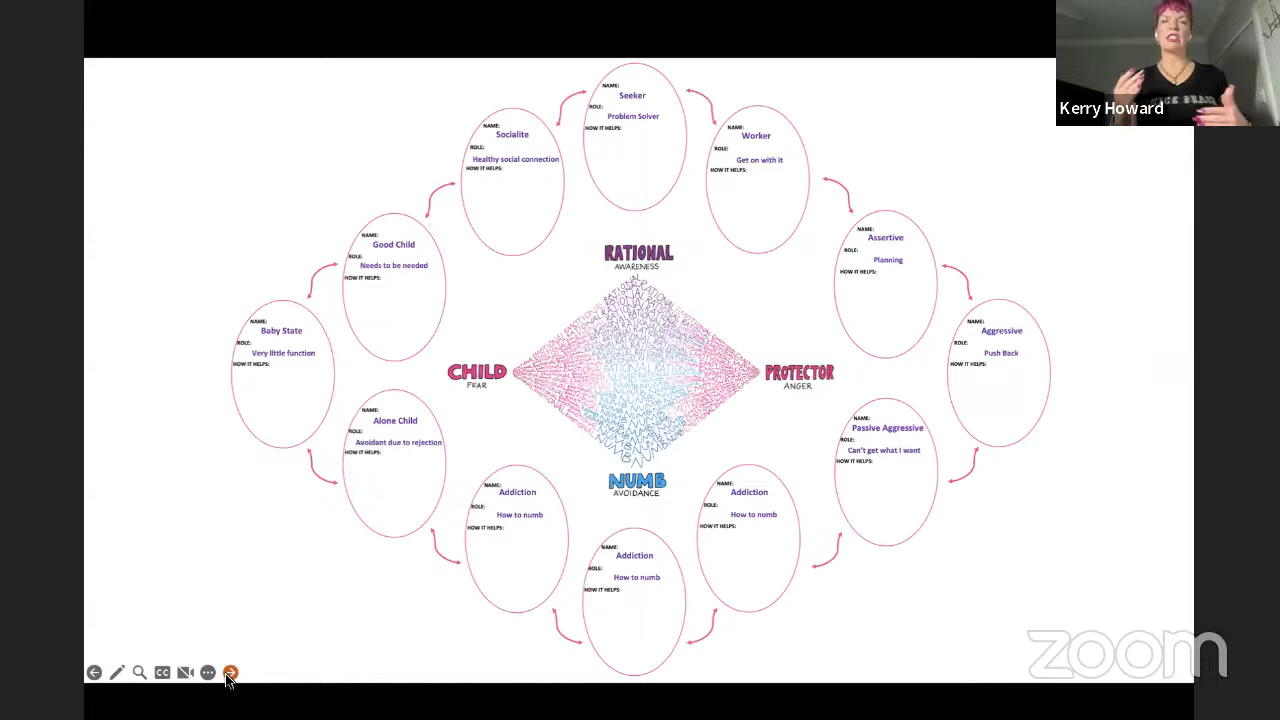 Kerry Howard
NAME:
Seeker
ROLE:
Problem Solver
HOW IT HELPS:
NAME:
Socialite
ROLE:
Healthy social connection
HOW IT HELPS:
NAME:
Worker
ROLE:
Get on with it
HOW IT HELPS:
NAME:
Good Child
ROLE:
Needs to be needed
HOW IT HELPS:
NAME:
Assertive
ROLE:
Planning
HOW IT HELPS:
RATIONAL
AWARENESS
NAME:
Baby State
ROLE:
Very little function
HOW IT HELPS:
NAME:
Aggressive
ROLE:
Push Back
HOW IT HELPS:
CHILD
FEAR
PROTECTOR
ANGER
NAME:
Alone Child
ROLE:
Avoidant due to rejection
HOW IT HELPS:
NAME:
Passive Aggressive
ROLE:
Can't get what I want
HOW IT HELPS:
NUMB
AVOIDANCE
NAME:
Addiction
ROLE:
How to numb
HOW IT HELPS:
NAME:
Addiction
ROLE:
How to numb
HOW IT HELPS:
NAME:
Addiction
ROLE:
How to numb
HOW IT HELPS:
CC
zoom